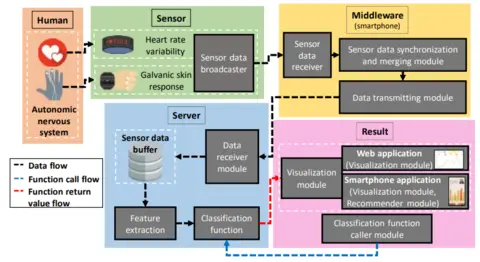 Human
Autonomic
nervous
system
Sensor
Heart rate
variability
Galvanic skin
response
Sensor data
broadcaster
Middleware
(smartphone)
Sensor
data
receiver
Sensor data synchronization
and merging module
Data transmitting module
Server
Sensor data
buffer
Data
receiver
module
Feature
extraction
Classification
function
Result
Visualization
module
Web application
(Visualization module)
Smartphone application
(Visualization module,
Recommender module)
Classification function
caller module
Data flow
Function call flow
Function return
value flow